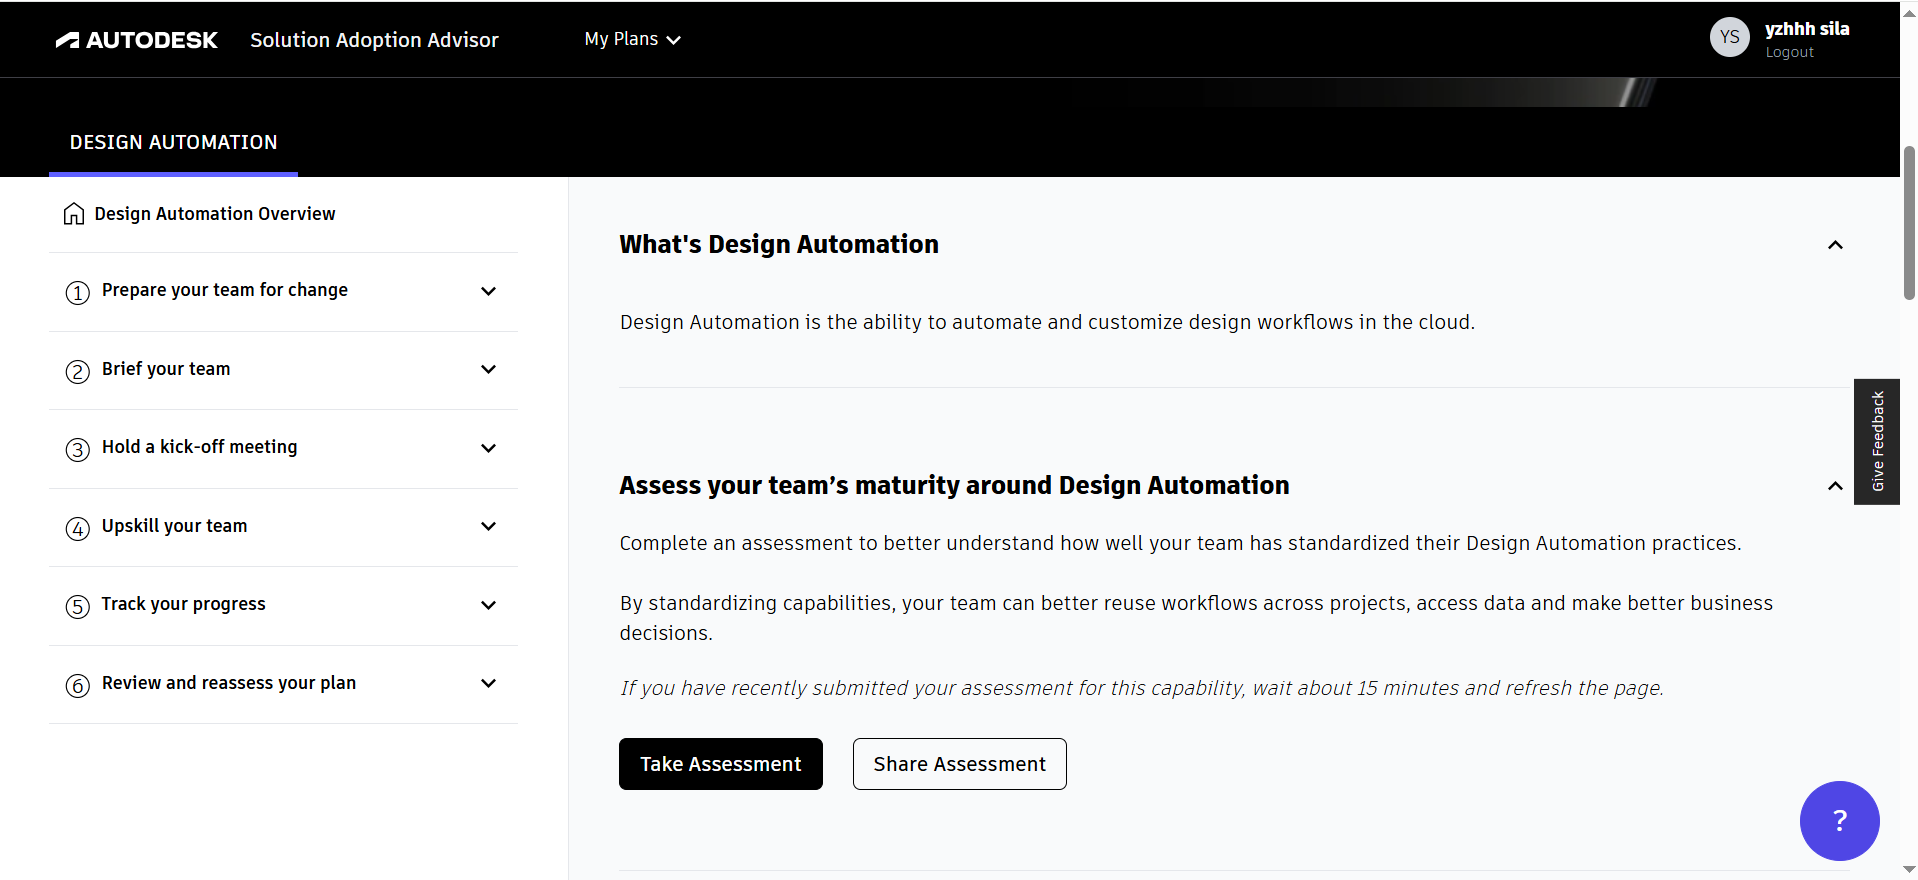 AUTODESK
Solution Adoption Advisor
My Plans
YS
yzhhh sila
Logout
DESIGN AUTOMATION
Design Automation Overview
1 Prepare your team for change
2 Brief your team
3 Hold a kick-off meeting
4 Upskill your team
5 Track your progress
6 Review and reassess your plan
What's Design Automation
Design Automation is the ability to automate and customize design workflows in the cloud.
Assess your team’s maturity around Design Automation
Complete an assessment to better understand how well your team has standardized their Design Automation practices.
By standardizing capabilities, your team can better reuse workflows across projects, access data and make better business
decisions.
If you have recently submitted your assessment for this capability, wait about 15 minutes and refresh the page.
Take Assessment
Share Assessment
Give Feedback
?